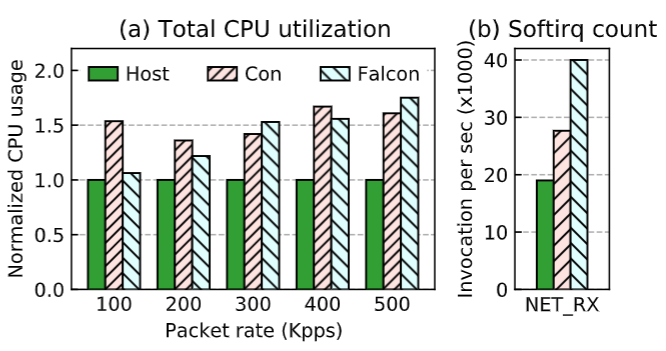 (a) Total CPU utilization
Normalized CPU usage
2.0
1.5
1.0
0.5
0.0
Host Con Falcon
100 200 300 400 500
Packet rate (Kpps)
(b) Softirq count
Invocation per sec (x1000)
40
30
20
10
0
NET_RX